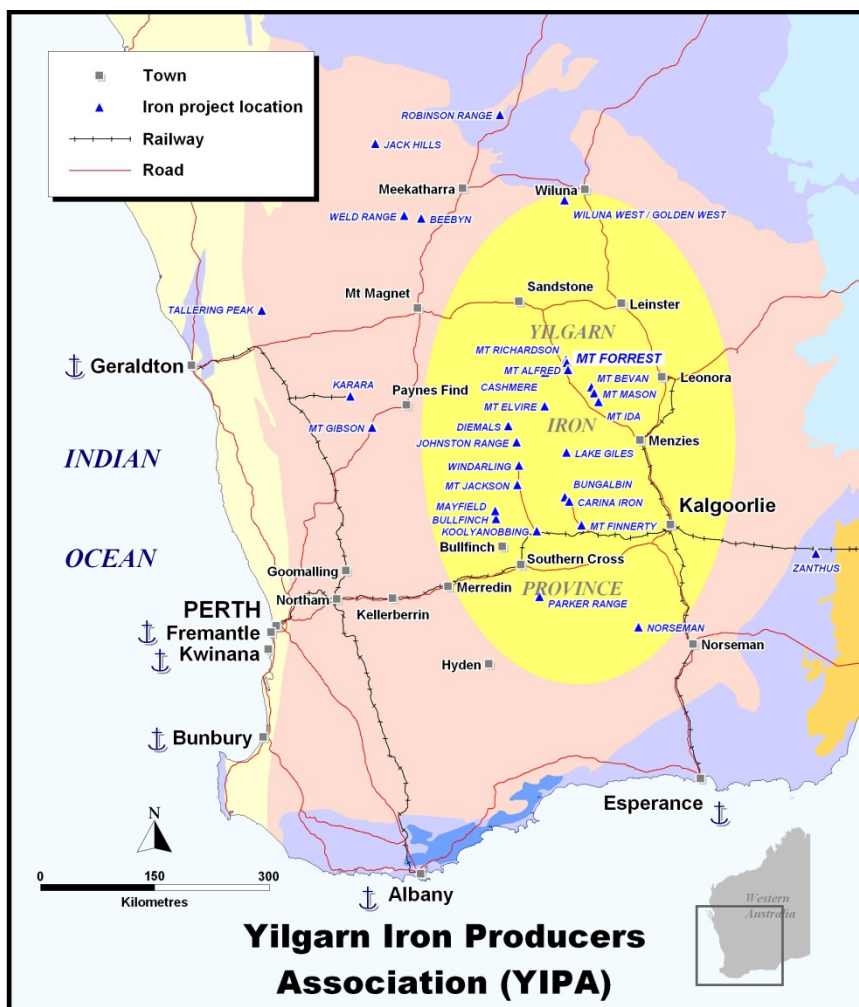 Town
Iron project location
Railway
Road
ROBINSON RANGE
JACK HILLS
Meekatharra
Wiluna
WELD RANGE
BEEBYN
WILUNA WEST / GOLDEN WEST
Sandstone
Mt Magnet
Leinster
TALLERING PEAK
YILGARN
MT RICHARDSON
MT FORREST
Geraldton
MT ALFRED
Leonora
KARARA
Paynes Find
CASHMERE
MT BEVAN
MT MASON
MT ELVIRE
MT IDA
MT GIBSON
DIEMALS
IRON
JOHNSTON RANGE
Menzies
INDIAN
LAKE GILES
WINDARLING
MT JACKSON
BUNGALBIN
CARINA IRON
MAYFIELD
BULLFINCH
Kalgoorlie
MT FINNERTY
KOOLYANOBBING
OCEAN
Bullfinch
Southern Cross
ZANTHUS
Goomalling
Merredin
PROVINCE
Northam
Kellerberrin
PARKER RANGE
PERTH
Fremantle
NORSEMAN
Kwinana
Norseman
Hyden
Bunbury
Esperance
N
0 150 300
Kilometres
Albany
Western
Australia
Yilgarn Iron Producers
Association (YIPA)